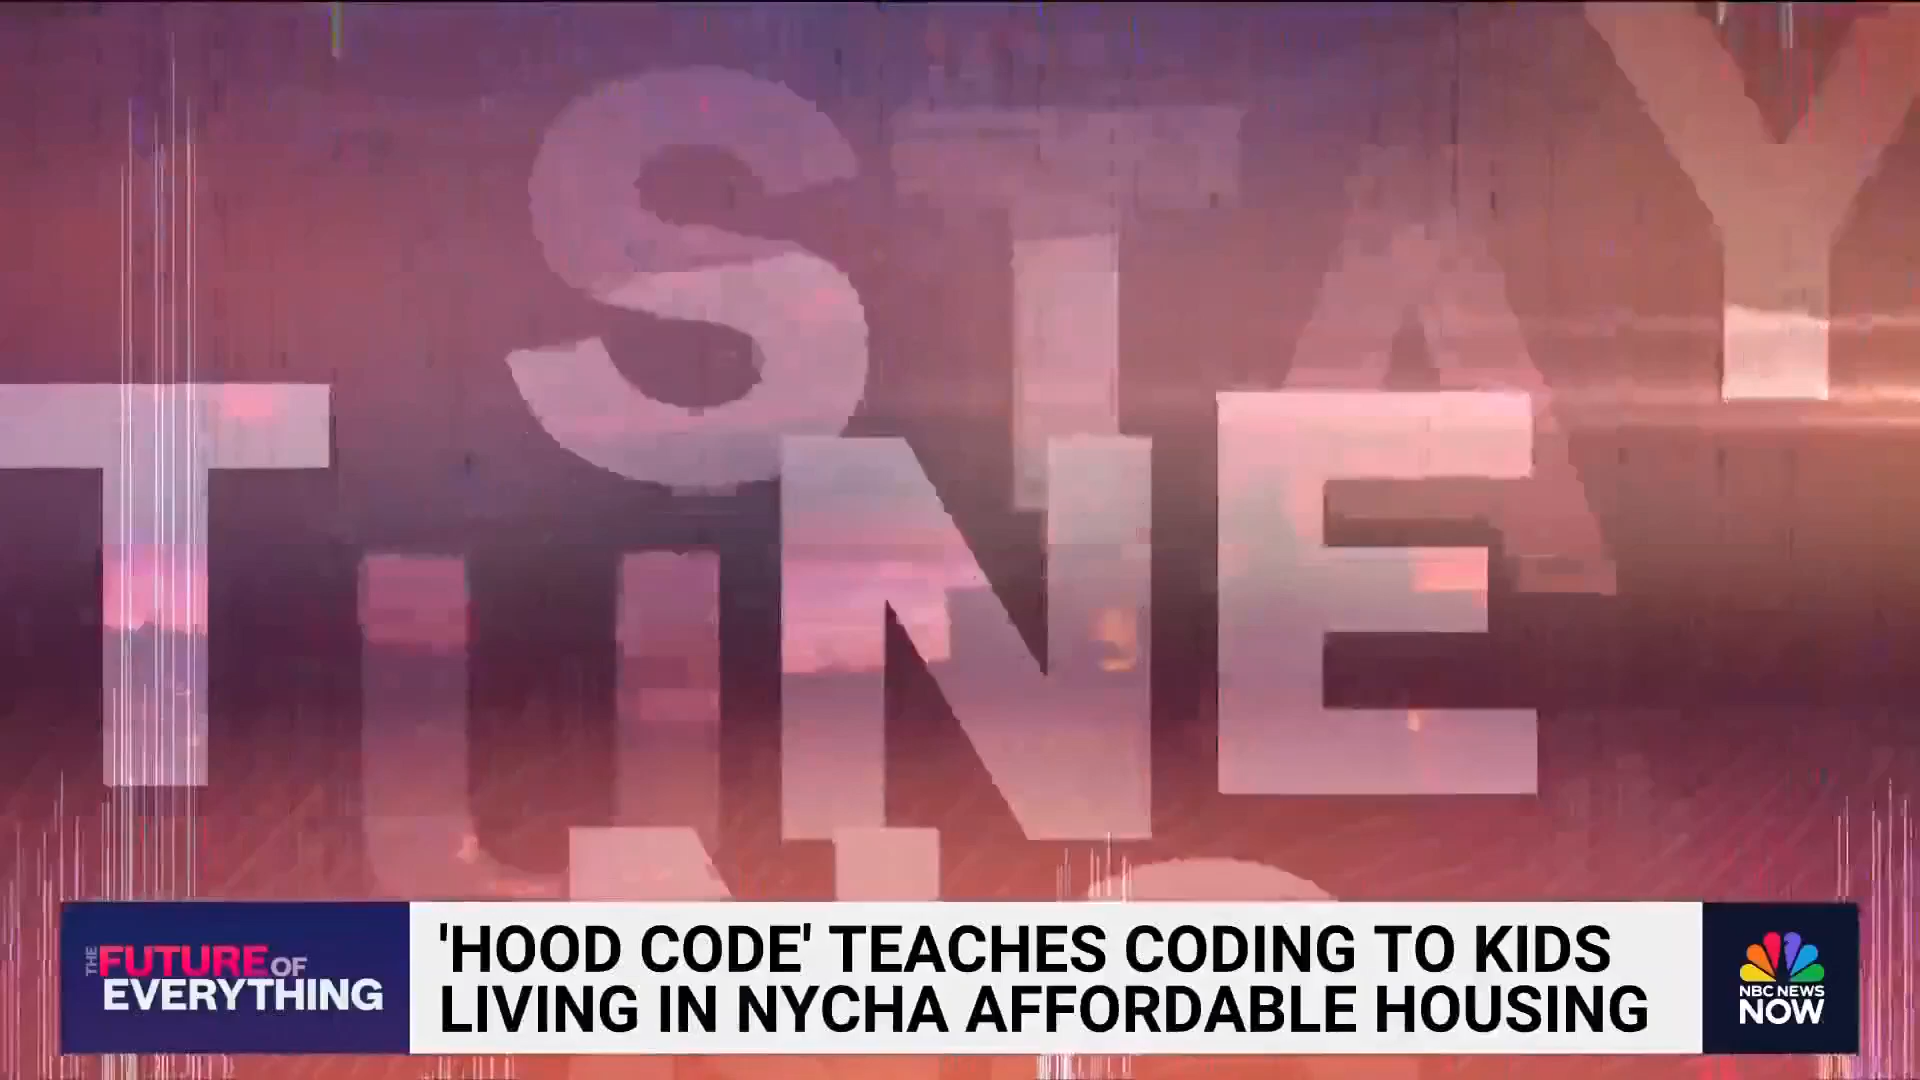 STAY
TUNE
THE FUTURE OF
EVERYTHING
'HOOD CODE' TEACHES CODING TO KIDS
LIVING IN NYCHA AFFORDABLE HOUSING
NBC NEWS
NOW